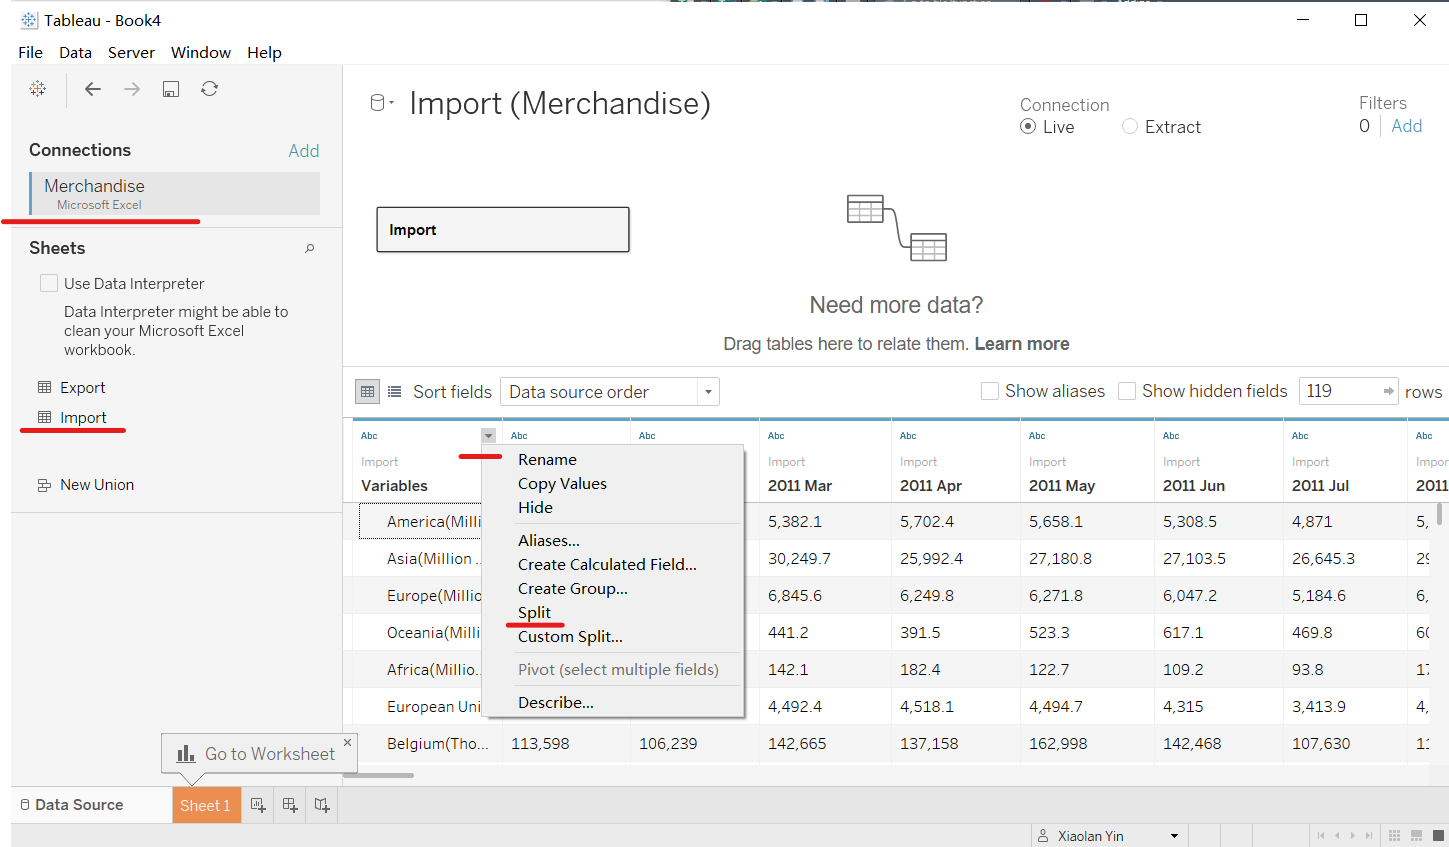 Tableau - Book4
File Data Server Window Help
Connections Add
Merchandise
Microsoft Excel
Sheets
Use Data Interpreter
Data Interpreter might be able to
clean your Microsoft Excel
workbook.
Export
Import
New Union
Import (Merchandise)
Connection
Live Extract
Filters
0 Add
Import
Need more data?
Drag tables here to relate them. Learn more
Sort fields Data source order Show aliases Show hidden fields 119 rows
Abc Abc Abc Abc Abc Abc Abc Abc Abc
Import Import Import Import Import Import
Variables 2011 Mar 2011 Apr 2011 May 2011 Jun 2011 Jul 2011
America(Milli 5,382.1 5,702.4 5,658.1 5,308.5 4,871 5,
Asia(Million .. 30,249.7 25,992.4 27,180.8 27,103.5 26,645.3 29
Europe(Millio 6,845.6 6,249.8 6,271.8 6,047.2 5,184.6 6,
Oceania(Milli 441.2 391.5 523.3 617.1 469.8 60
Africa(Millio.. 142.1 182.4 122.7 109.2 93.8 17
European Uni 4,492.4 4,518.1 4,494.7 4,315 3,413.9 4,
Belgium(Tho... 113,598 106,239 142,665 137,158 162,998 142,468 107,630 11
Rename
Copy Values
Hide
Aliases...
Create Calculated Field...
Create Group...
Split
Custom Split...
Pivot (select multiple fields)
Describe...
Go to Worksheet
Data Source Sheet 1
Xiaolan Yin